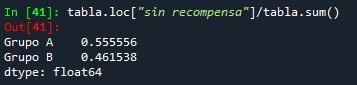 In [41]: tabla.loc["sin recompensa"]/tabla.sum()
Out[41]:
Grupo A    0.555556
Grupo B    0.461538
dtype: float64